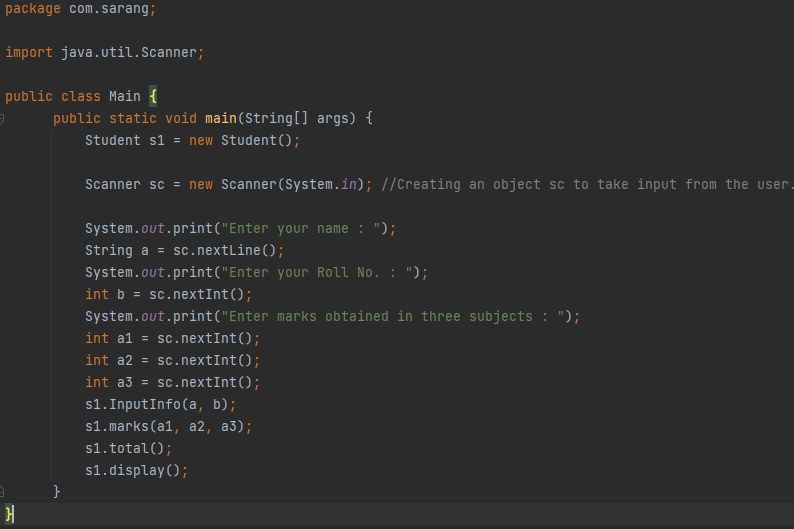 package com.sarang;
import java.util.Scanner;
public class Main {
public static void main(String[] args) {
Student s1 = new Student();
Scanner sc = new Scanner(System.in); //Creating an object sc to take input from the user.
System.out.print("Enter your name : ");
String a = sc.nextLine();
System.out.print("Enter your Roll No. : ");
int b = sc.nextInt();
System.out.print("Enter marks obtained in three subjects : ");
int a1 = sc.nextInt();
int a2 = sc.nextInt();
int a3 = sc.nextInt();
s1.InputInfo(a, b);
s1.marks(a1, a2, a3);
s1.total();
s1.display();
}
}